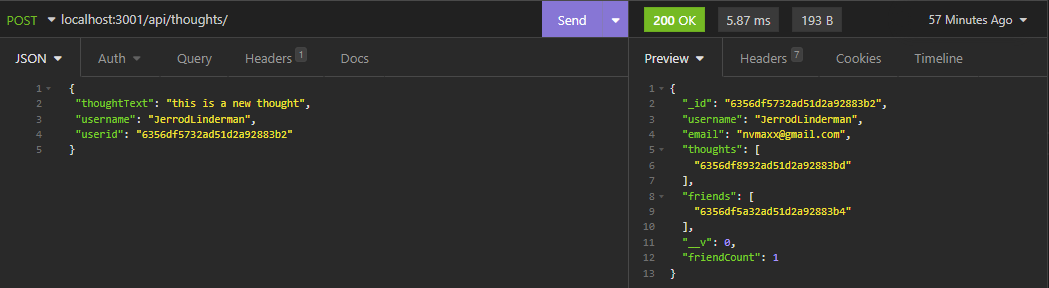 POST localhost:3001/api/thoughts/ Send 200 OK 5.87 ms 193 B 57 Minutes Ago
JSON Auth Query Headers 1 Docs Preview Headers 7 Cookies Timeline
1 {
2 "thoughtText": "this is a new thought",
3 "username": "JerrodLinderman",
4 "userid": "6356df5732ad51d2a92883b2"
5 }
1 {
2 "_id": "6356df5732ad51d2a92883b2",
3 "username": "JerrodLinderman",
4 "email": "nvmaxx@gmail.com",
5 "thoughts": [
6 "6356df8932ad51d2a92883bd"
7 ],
8 "friends": [
9 "6356df5a32ad51d2a92883b4"
10 ],
11 "__v": 0,
12 "friendCount": 1
13 }